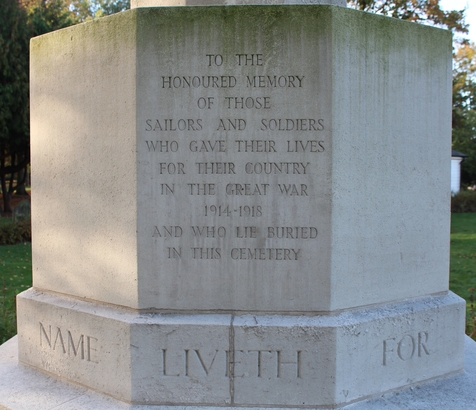 TO THE
HONOURED MEMORY
OF THOSE
SAILORS AND SOLDIERS
WHO GAVE THEIR LIVES
FOR THEIR COUNTRY
IN THE GREAT WAR
1914-1918
AND WHO LIE BURIED
IN THIS CEMETERY
NAME LIVETH FOR